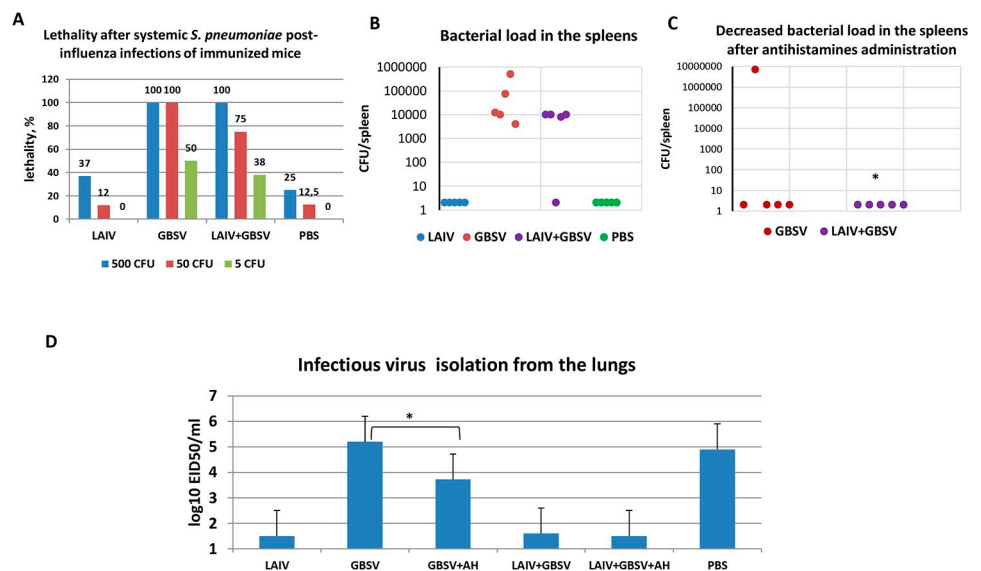 A
Lethality after systemic S. pneumoniae post-
influenza infections of immunized mice
lethality, %
120
100
80
60
40
20
0
37
12
0
100
100
50
100
75
38
25
12,5
0
LAIV
GBSV
LAIV+GBSV
PBS
500 CFU
50 CFU
5 CFU
B
Bacterial load in the spleens
CFU/spleen
1000000
100000
10000
1000
100
10
1
LAIV
GBSV
LAIV+GBSV
PBS
C
Decreased bacterial load in the spleens
after antihistamines administration
CFU/spleen
10000000
1000000
100000
10000
1000
100
10
1
*
GBSV
LAIV+GBSV
D
Infectious virus isolation from the lungs
log10 EID50/ml
7
6
5
4
3
2
1
*
LAIV
GBSV
GBSV+AH
LAIV+GBSV
LAIV+GBSV+AH
PBS